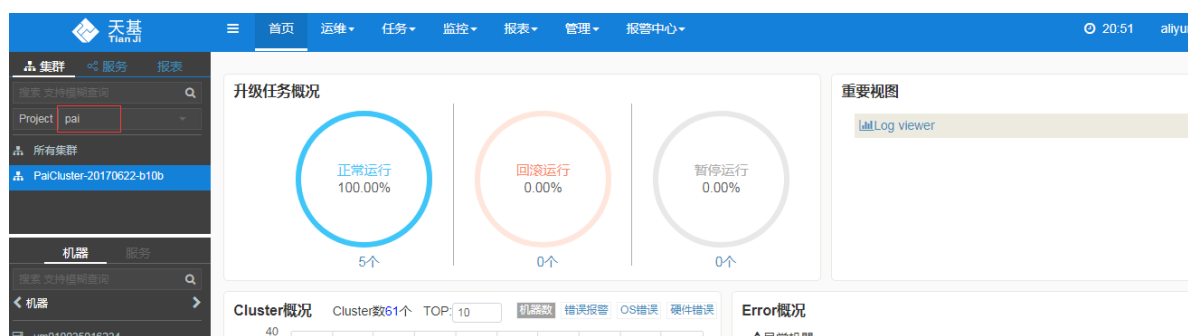 天基
TianJi
首页 运维 任务 监控 报表 管理 报警中心 20:51 aliyun
集群 服务 报表
搜索 支持模糊查询
Project pai
所有集群
PaiCluster-20170622-b10b
机器 服务
搜索 支持模糊查询
机器
升级任务概况
正常运行
100.00%
5个
回滚运行
0.00%
0个
暂停运行
0.00%
0个
重要视图
Log viewer
Cluster概况 Cluster数61个 TOP: 10 机器数 错误报警 OS错误 硬件错误
40
Error概况